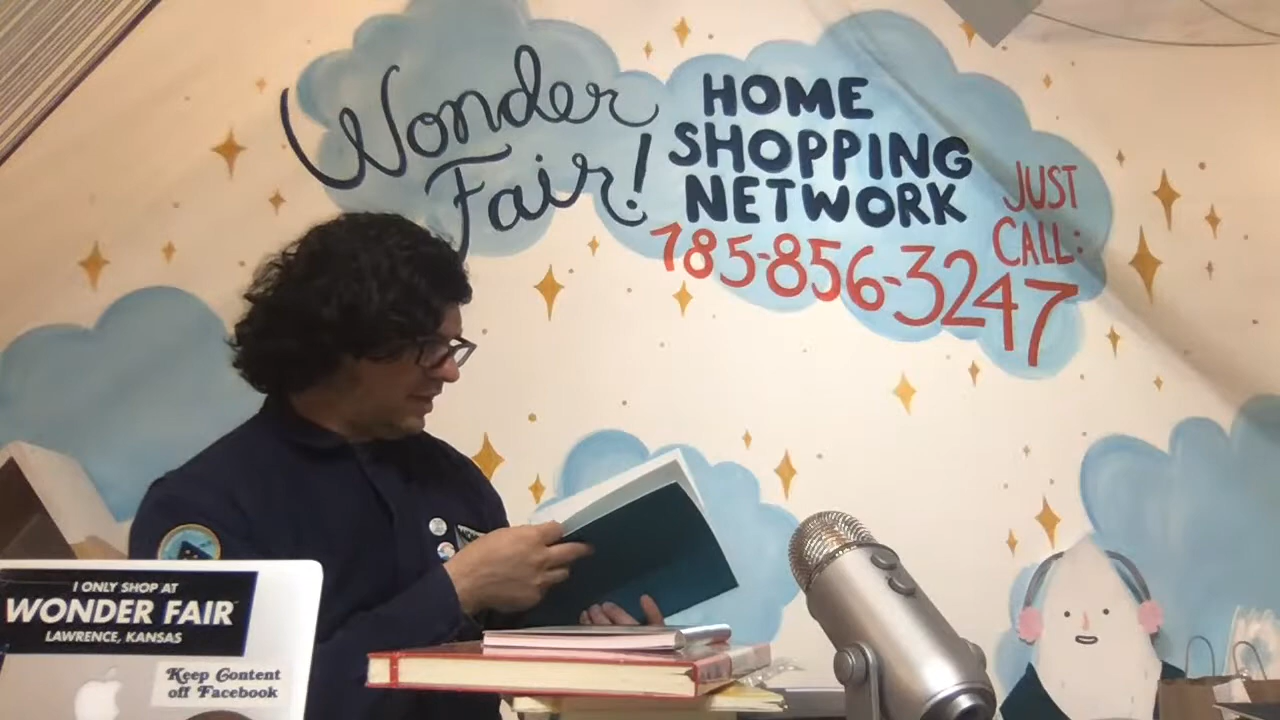 Wonder
Fair!
HOME
SHOPPING
NETWORK
JUST
CALL:
785-856-3247
I ONLY SHOP AT
WONDER FAIR
LAWRENCE, KANSAS
Keep Content
off Facebook